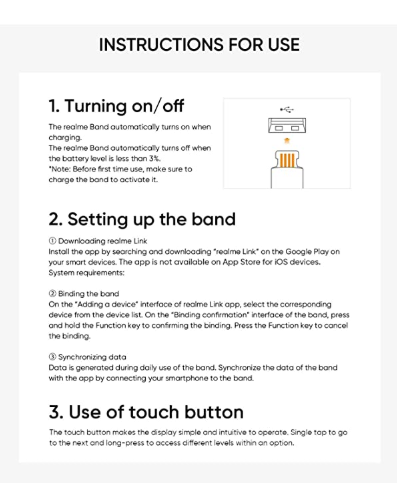 INSTRUCTIONS FOR USE
1. Turning on/off
The realme Band automatically turns on when
charging.
The realme Band automatically turns off when
the battery level is less than 3%.
*Note: Before first time use, make sure to
charge the band to activate it.
2. Setting up the band
① Downloading realme Link
Install the app by searching and downloading "realme Link" on the Google Play on
your smart devices. The app is not available on App Store for iOS devices.
System requirements:
② Binding the band
On the "Adding a device" interface of realme Link app, select the corresponding
device from the device list. On the "Binding confirmation" interface of the band, press
and hold the Function key to confirming the binding. Press the Function key to cancel
the binding.
③ Synchronizing data
Data is generated during daily use of the band. Synchronize the data of the band
with the app by connecting your smartphone to the band.
3. Use of touch button
The touch button makes the display simple and intuitive to operate. Single tap to go
to the next and long-press to access different levels within an option.